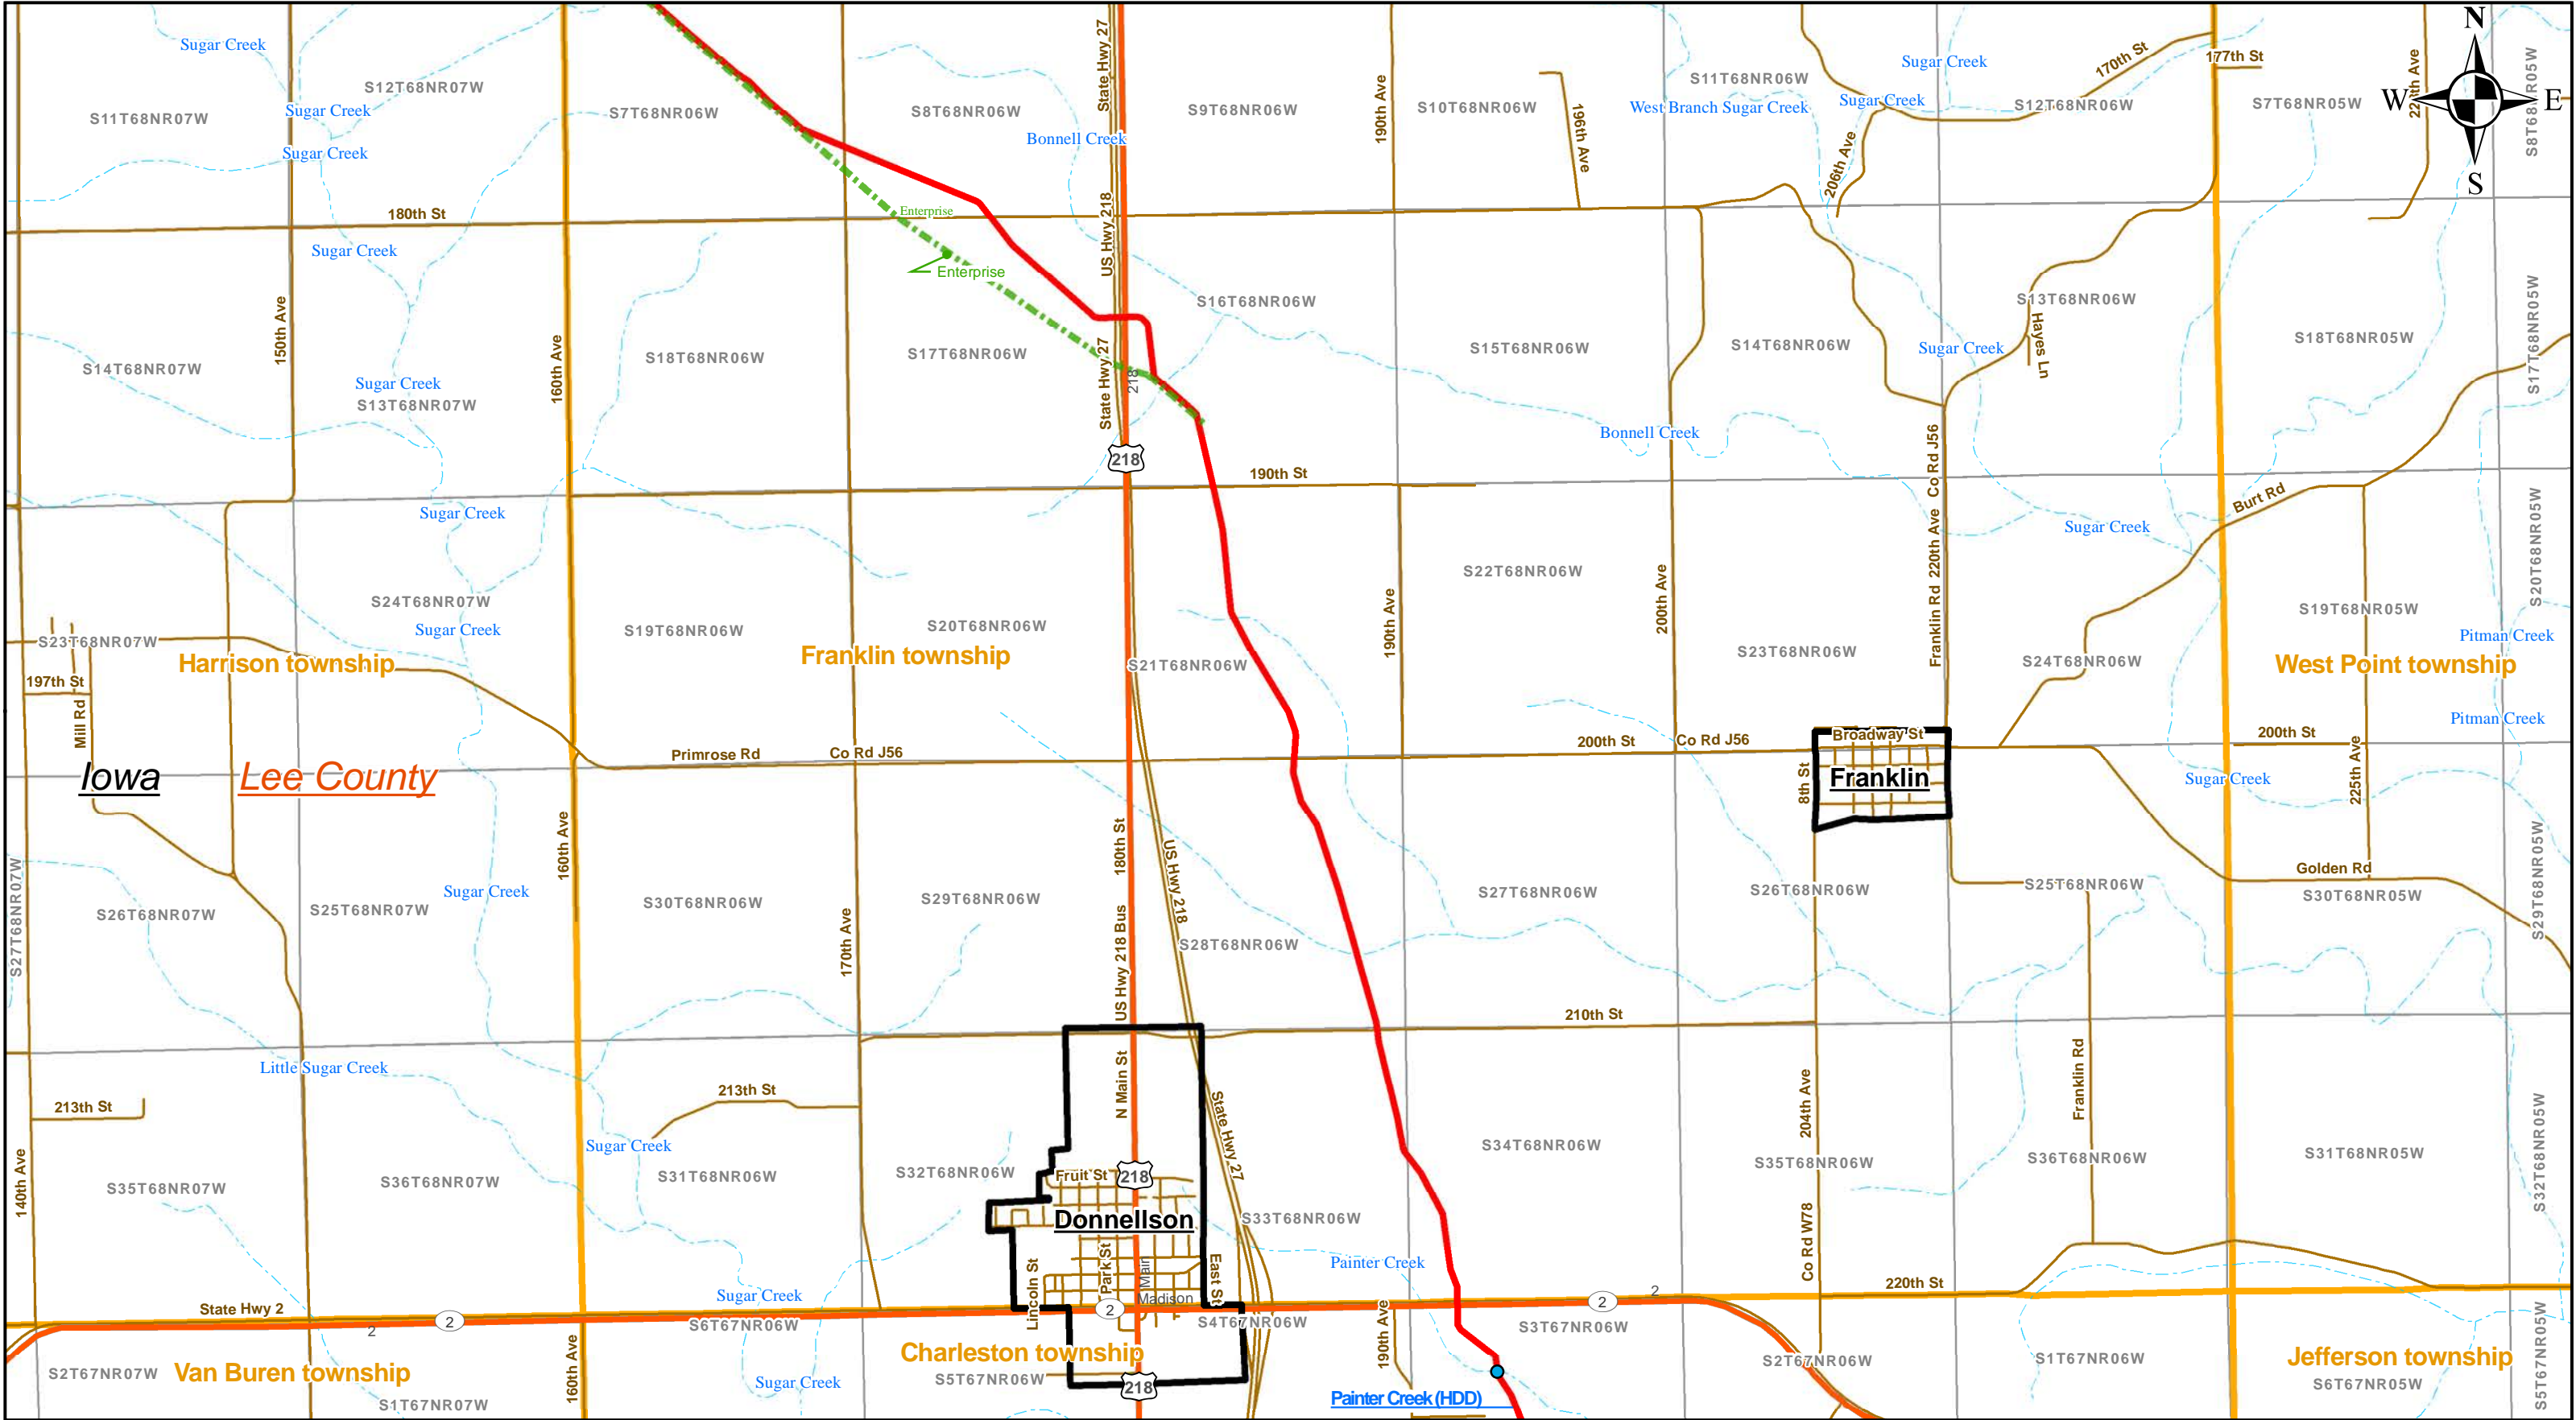 N
W
E
S
Sugar Creek
State Hwy 27
170th St
177th St
Sugar Creek
S12T68NR07W
S11T68NR06W
S11T68NR07W
Sugar Creek
S7T68NR06W
S8T68NR06W
S9T68NR06W
190th Ave
S10T68NR06W
196th Ave
West Branch Sugar Creek
Sugar Creek
S12T68NR06W
S7T68NR05W
S8T68NR05W
Bonnell Creek
Sugar Creek
206th Ave
180th St
Enterprise
US Hwy 218
Sugar Creek
Enterprise
S16T68NR06W
S13T68NR06W
150th Ave
160th Ave
S14T68NR07W
Sugar Creek
S13T68NR07W
S18T68NR06W
S17T68NR06W
State Hwy 27
218
S15T68NR06W
S14T68NR06W
Sugar Creek
Hayes Ln
S18T68NR05W
S17T68NR05W
Bonnell Creek
218
190th St
Franklin Rd 220th Ave Co Rd J56
Burt Rd
Sugar Creek
Sugar Creek
S24T68NR07W
Sugar Creek
S23T68NR07W
S19T68NR06W
S20T68NR06W
S22T68NR06W
190th Ave
200th Ave
S19T68NR05W
S20T68NR05W
Pitman Creek
Harrison township
Franklin township
S21T68NR06W
S23T68NR06W
S24T68NR06W
West Point township
197th St
Mill Rd
Pitman Creek
Primrose Rd
Co Rd J56
200th St
Co Rd J56
Broadway St
200th St
Iowa
Lee County
8th St
Franklin
Sugar Creek
225th Ave
160th Ave
180th St
US Hwy 218
Golden Rd
S27T68NR07W
S26T68NR07W
S25T68NR07W
Sugar Creek
S30T68NR06W
S29T68NR06W
170th Ave
US Hwy 218 Bus
S28T68NR06W
S27T68NR06W
S26T68NR06W
S25T68NR06W
S30T68NR05W
S29T68NR05W
210th St
Little Sugar Creek
213th St
213th St
N Main St
State Hwy 27
204th Ave
Franklin Rd
140th Ave
Sugar Creek
S35T68NR07W
S36T68NR07W
S31T68NR06W
S32T68NR06W
Fruit St
218
S34T68NR06W
S35T68NR06W
S36T68NR06W
S31T68NR05W
S32T68NR05W
Donnellson
S33T68NR06W
Painter Creek
Co Rd W78
Lincoln St
Park St
Main
East St
Madison
Sugar Creek
State Hwy 2
2
2
2
2
2
220th St
S6T67NR06W
S4T67NR06W
190th Ave
S3T67NR06W
160th Ave
S2T67NR07W
Van Buren township
Charleston township
S2T67NR06W
S1T67NR06W
Jefferson township
S5T67NR05W
S5T67NR06W
218
Sugar Creek
S1T67NR07W
Painter Creek (HDD)
S6T67NR05W